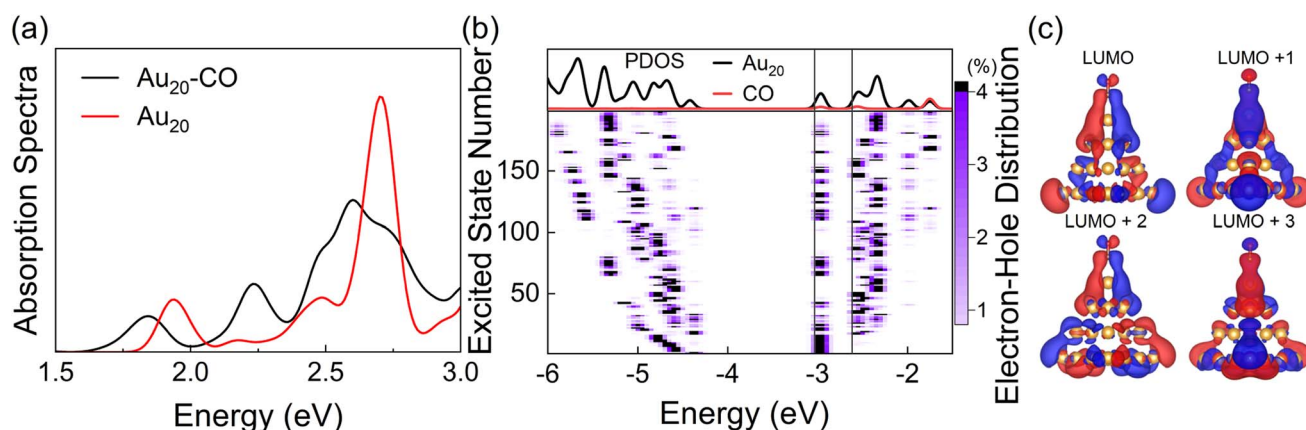 (a)
Absorption Spectra
Au20-CO
Au20
1.5
2.0
2.5
3.0
Energy (eV)
(b)
Excited State Number
150
100
50
PDOS
Au20
CO
-6
-5
-4
-3
-2
Energy (eV)
(%)
4
3
2
1
Electron-Hole Distribution
(c)
LUMO
LUMO +1
LUMO + 2
LUMO + 3